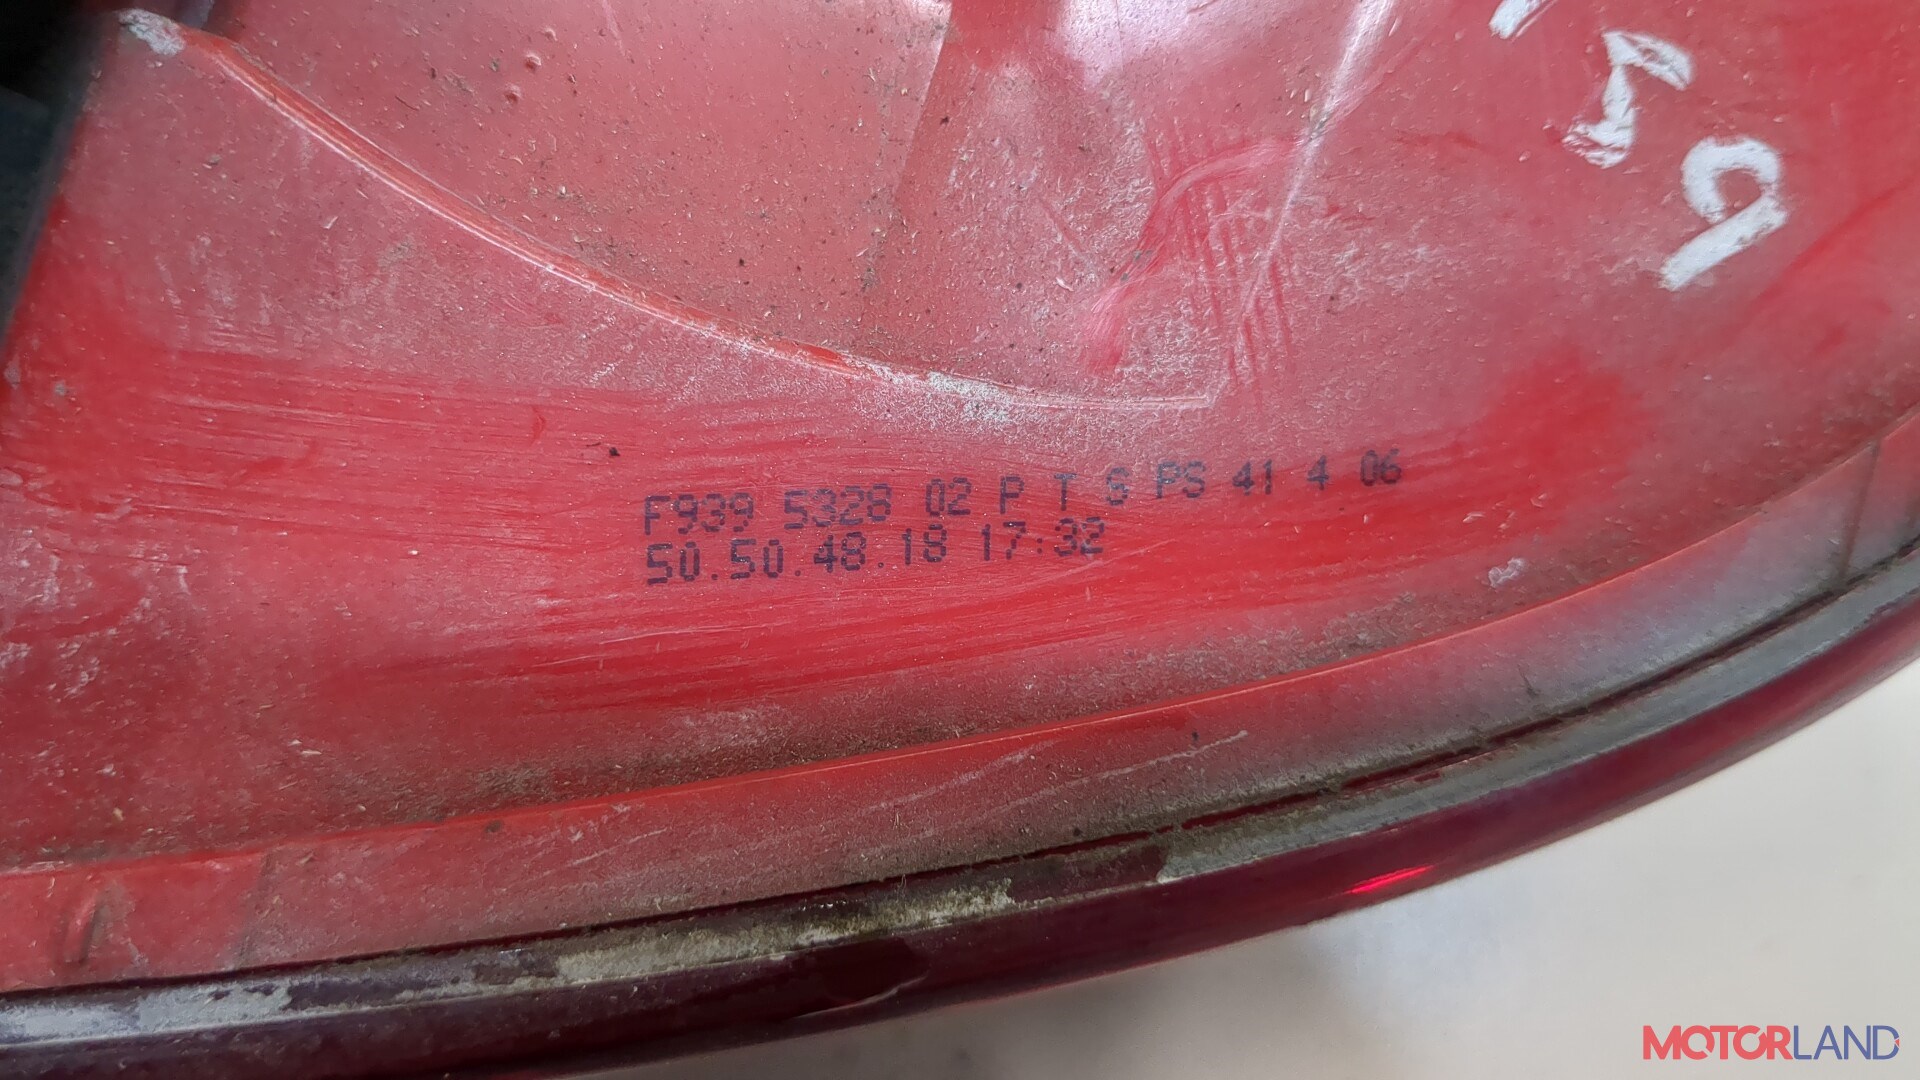 F939 5328 02 P T S PS 41 4 06
50.50.48.18 17:32
MOTORLAND